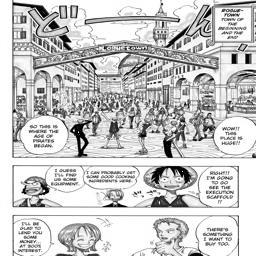 ROGUE-
TOWN
TOWN OF
THE
BEGINNING
AND THE
END
ROGUETOWN
WOW!!
THIS
PLACE IS
HUGE!!
SO THIS IS
WHERE THE
AGE OF
PIRATES
BEGAN.
RIGHT!!
I'M GONNA
GO SEE
THE
EXECUTION
SCAFFOLD
I CAN PROBABLY GET
SOME GOOD COOKING
INGREDIENTS HERE.
I GUESS
I'LL FIND
US SOME
EQUIPMENT.
THERE'S
SOMETHING
I WANT TO
BUY TOO.
I'LL BE
GLAD TO
LEND YOU
SOME
MONEY...
AT 300%
INTEREST.